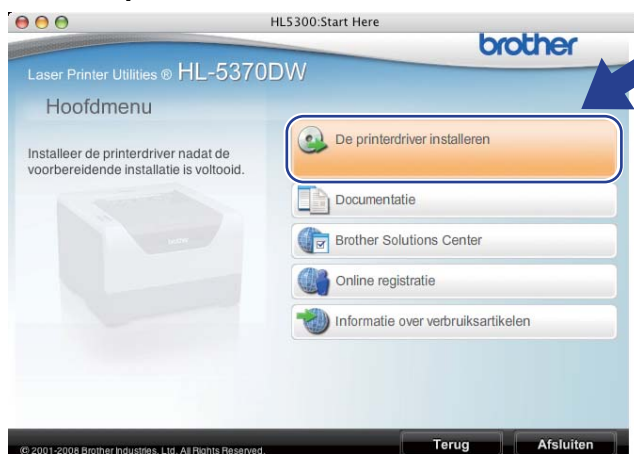 HL5300:Start Here
brother
Laser Printer Utilities ® HL-5370DW
Hoofdmenu
Installeer de printerdriver nadat de
voorbereidende installatie is voltooid.
De printerdriver installeren
Documentatie
Brother Solutions Center
Online registratie
Informatie over verbruiksartikelen
© 2001-2008 Brother Industries, Ltd. All Rights Reserved.
Terug
Afsluiten